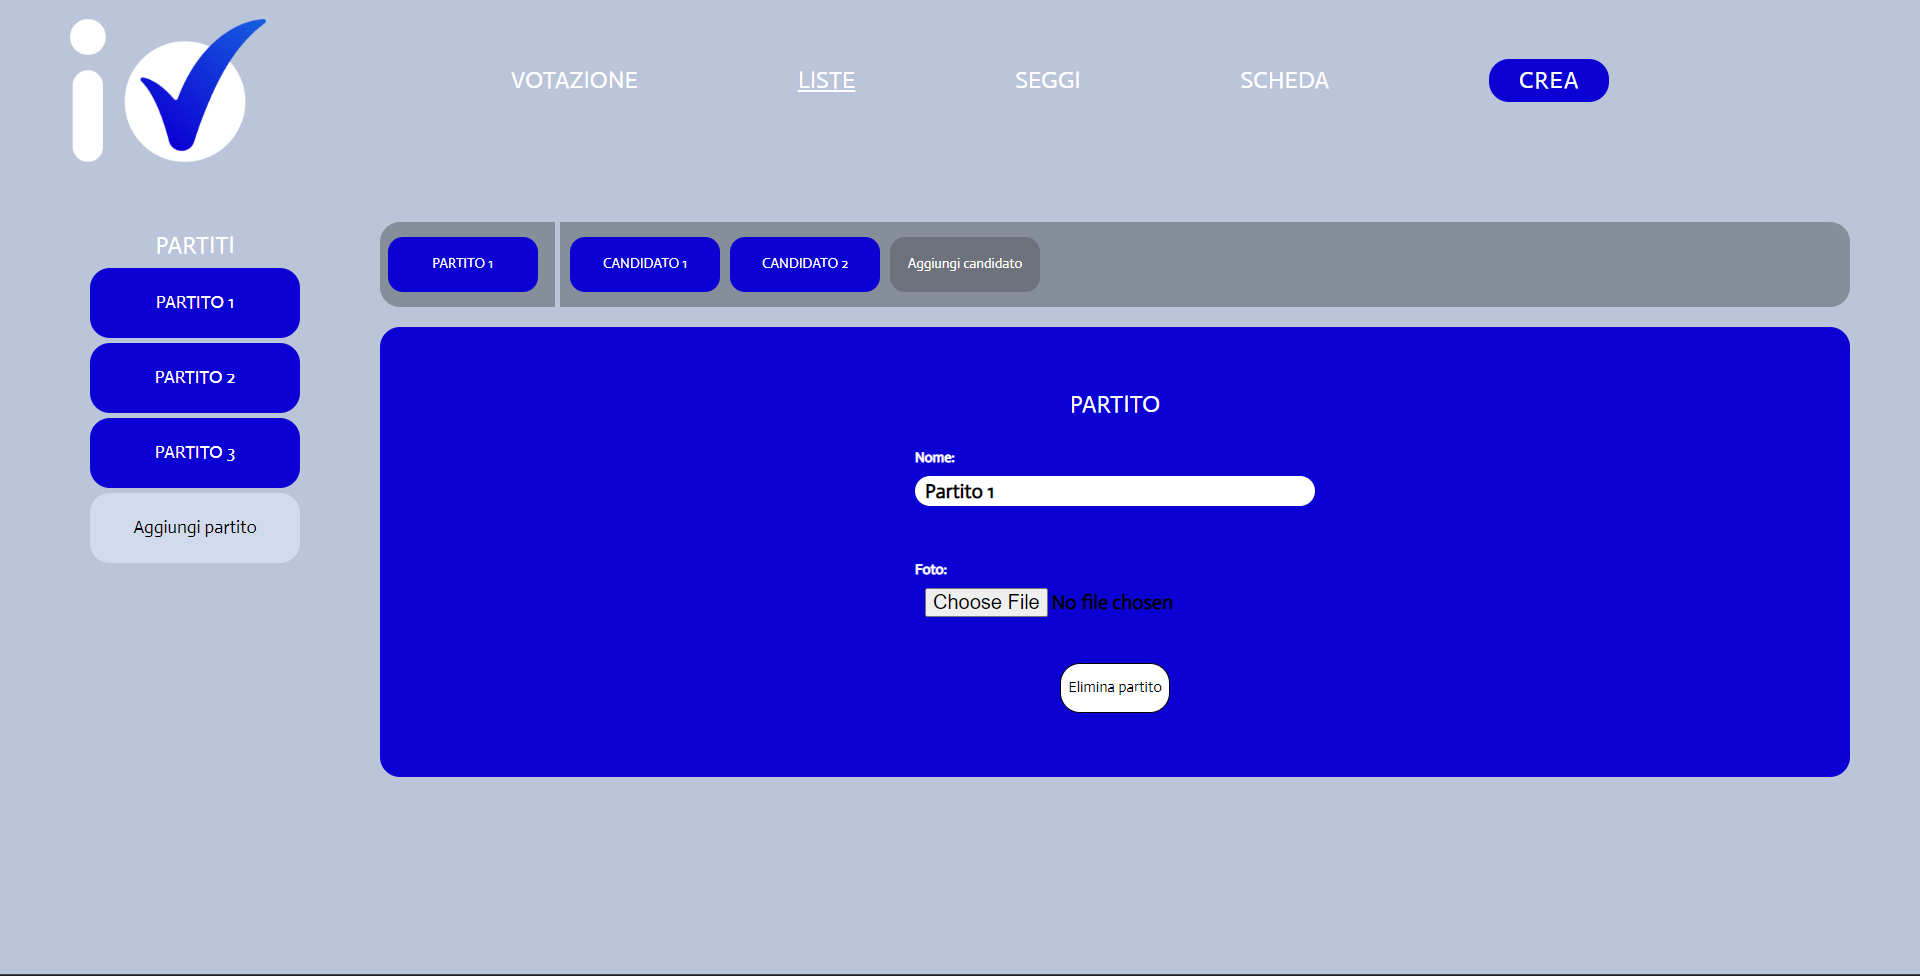 i
VOTAZIONE
LISTE
SEGGI
SCHEDA
CREA
PARTITI
PARTITO 1
PARTITO 2
PARTITO 3
Aggiungi partito
PARTITO 1
CANDIDATO 1
CANDIDATO 2
Aggiungi candidato
PARTITO
Nome:
Partito 1
Foto:
Choose File No file chosen
Elimina partito